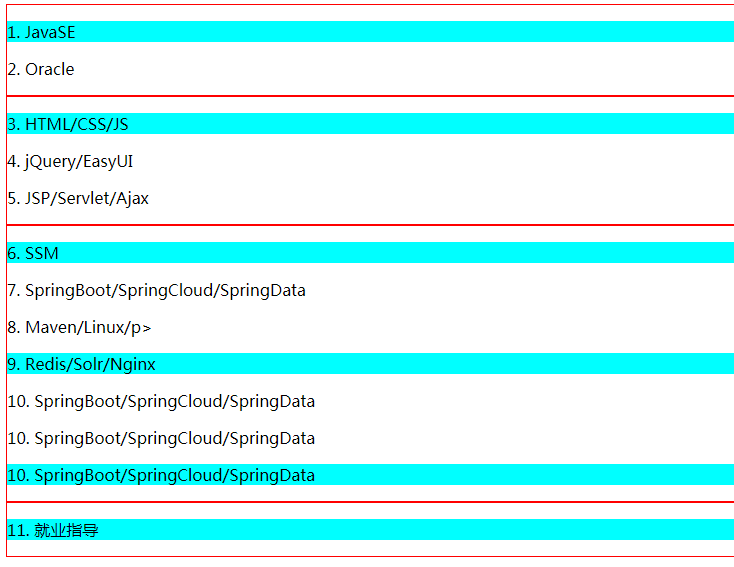 1. JavaSE
2. Oracle
3. HTML/CSS/JS
4. jQuery/EasyUI
5. JSP/Servlet/Ajax
6. SSM
7. SpringBoot/SpringCloud/SpringData
8. Maven/Linux/p>
9. Redis/Solr/Nginx
10. SpringBoot/SpringCloud/SpringData
10. SpringBoot/SpringCloud/SpringData
10. SpringBoot/SpringCloud/SpringData
11. 就业指导